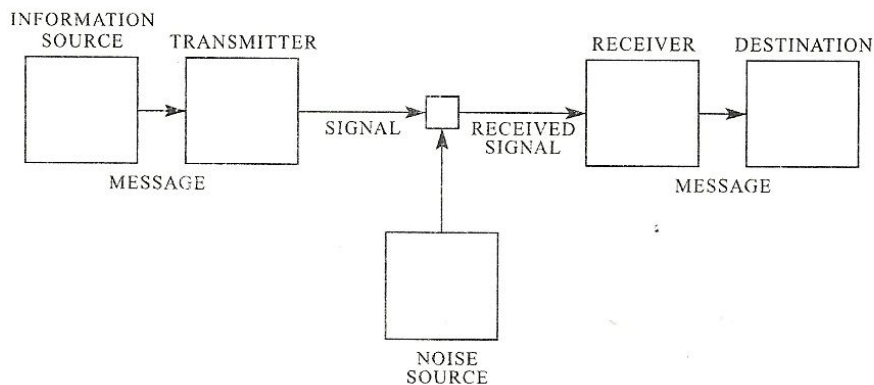 INFORMATION
SOURCE
TRANSMITTER
RECEIVER
DESTINATION
SIGNAL
RECEIVED
SIGNAL
MESSAGE
MESSAGE
NOISE
SOURCE